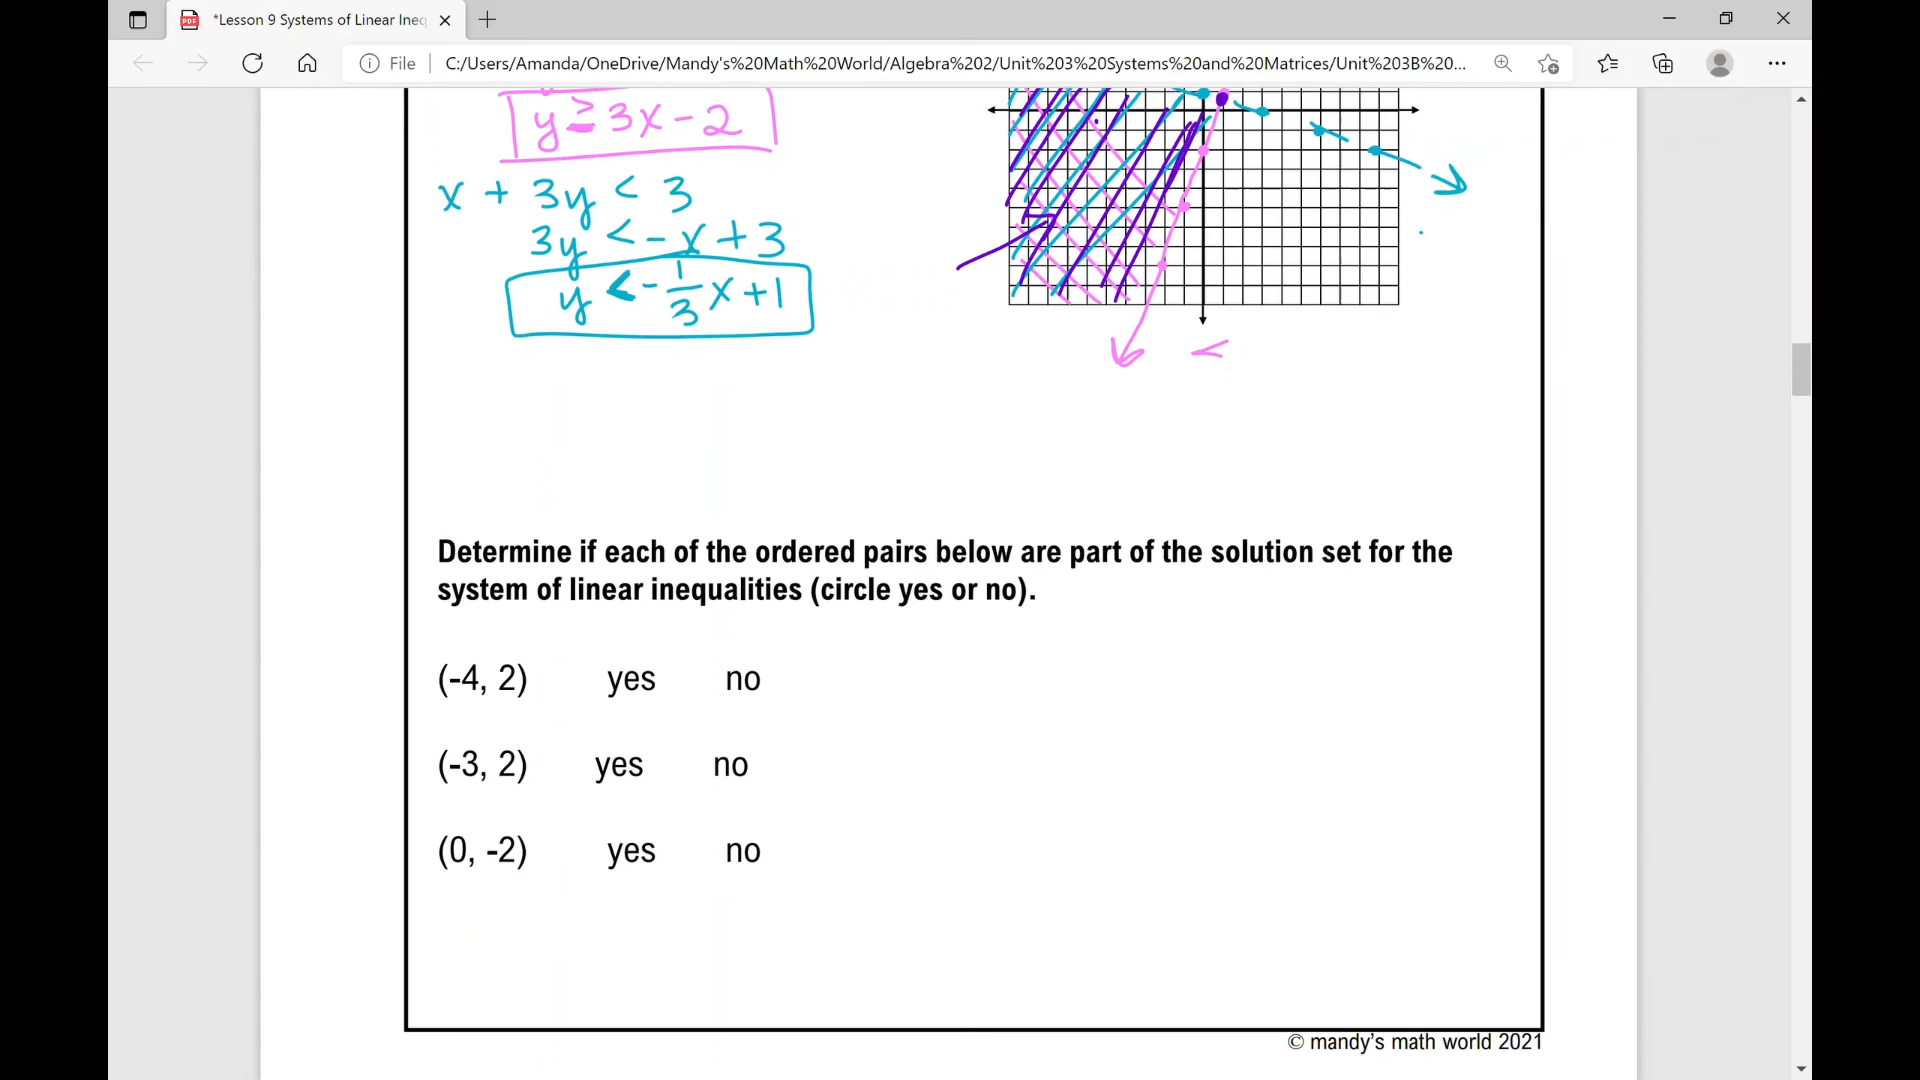 *Lesson 9 Systems of Linear Ineq
File C:/Users/Amanda/OneDrive/Mandy's%20Math%20World/Algebra%202/Unit%203%20Systems%20and%20Matrices/Unit%203B%20...
y ≥ 3x - 2
x + 3y < 3
3y < - x + 3
y < - 1/3 x + 1
<
Determine if each of the ordered pairs below are part of the solution set for the
system of linear inequalities (circle yes or no).
(-4, 2) yes no
(-3, 2) yes no
(0, -2) yes no
© mandy's math world 2021